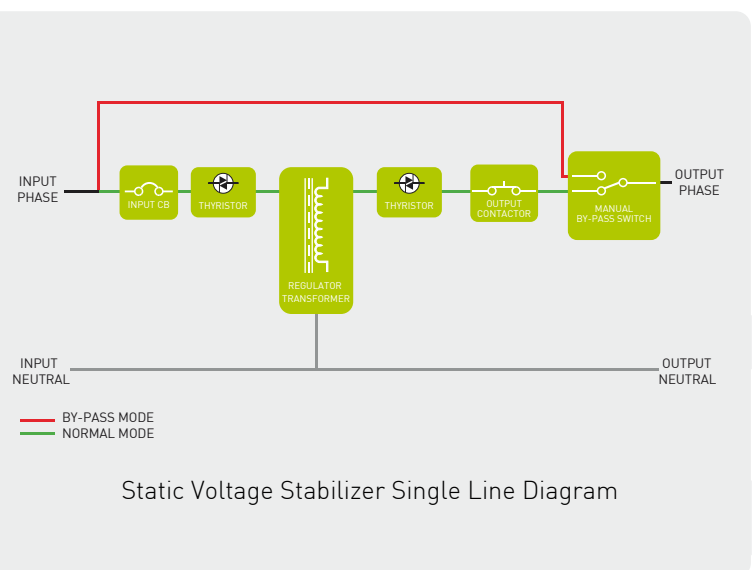 INPUT
PHASE
INPUT CB
THYRISTOR
REGULATOR
TRANSFORMER
THYRISTOR
OUTPUT
CONTACTOR
MANUAL
BY-PASS SWITCH
OUTPUT
PHASE
INPUT
NEUTRAL
OUTPUT
NEUTRAL
BY-PASS MODE
NORMAL MODE
Static Voltage Stabilizer Single Line Diagram